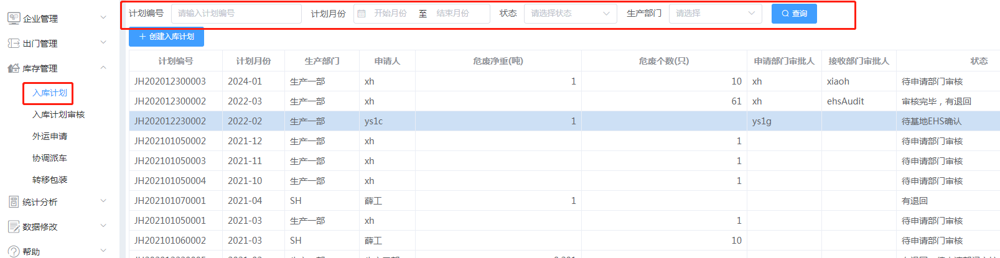 企业管理
出门管理
库存管理
入库计划
入库计划审核
外运申请
协调派车
转移包装
统计分析
数据修改
帮助
计划编号 请输入计划编号 计划月份 开始月份 至 结束月份 状态 请选择状态 生产部门 请选择 查询
+ 创建入库计划
计划编号 计划月份 生产部门 申请人 危废净重(吨) 危废个数(只) 申请部门审批人 接收部门审批人 状态
JH202012300003 2024-01 生产一部 xh 1 10 xh xiaoh 待申请部门审核
JH202012300002 2022-03 生产一部 xh 61 xh ehsAudit 审核完毕，有退回
JH202012230002 2022-02 生产一部 ys1c 1 ys1g 待基地EHS确认
JH202101050002 2021-12 生产一部 xh 1 待申请部门审核
JH202101050003 2021-11 生产一部 xh 1 待申请部门审核
JH202101050004 2021-10 生产一部 xh 1 待申请部门审核
JH202101070001 2021-04 SH 薛工 1 有退回
JH202101050001 2021-03 生产一部 xh 1 待申请部门审核
JH202101060002 2021-03 SH 薛工 10 待申请部门审核